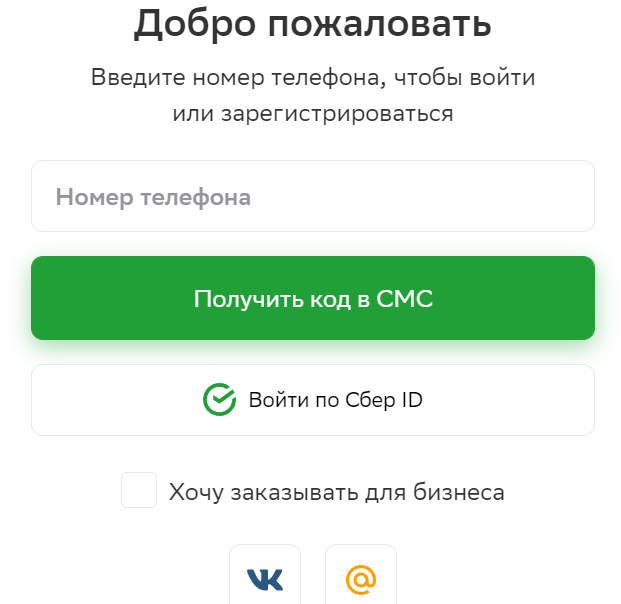 Добро пожаловать
Введите номер телефона, чтобы войти
или зарегистрироваться
Номер телефона
Получить код в СМС
Войти по Сбер ID
Хочу заказывать для бизнеса